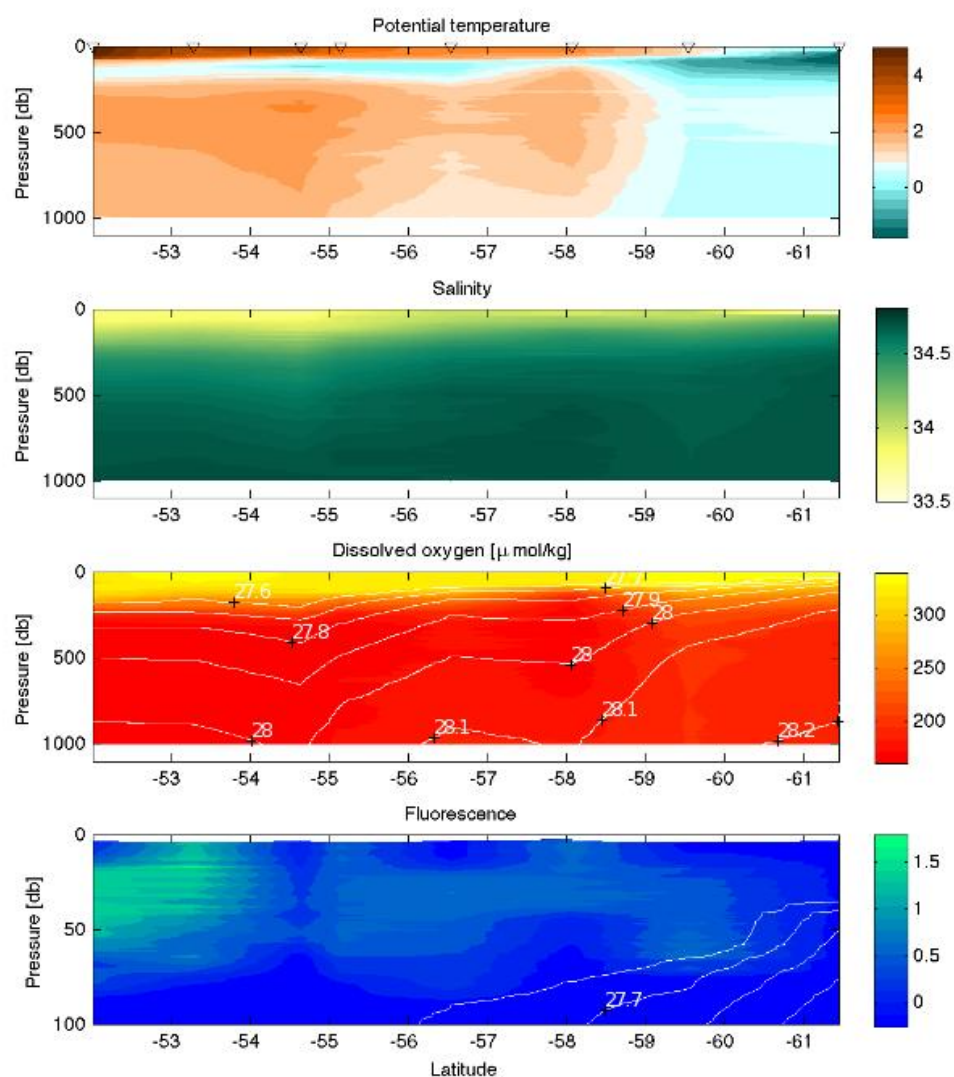 Potential temperature
0
500
1000
Pressure [db]
-53 -54 -55 -56 -57 -58 -59 -60 -61
4
2
0
Salinity
0
500
1000
Pressure [db]
-53 -54 -55 -56 -57 -58 -59 -60 -61
34.5
34
33.5
Dissolved oxygen [μ mol/kg]
0
500
1000
Pressure [db]
27.6
27.7
27.9
28
27.8
28
28.1
28
28.1
28.2
-53 -54 -55 -56 -57 -58 -59 -60 -61
300
250
200
Fluorescence
0
50
100
Pressure [db]
27.7
-53 -54 -55 -56 -57 -58 -59 -60 -61
1.5
1
0.5
0
Latitude